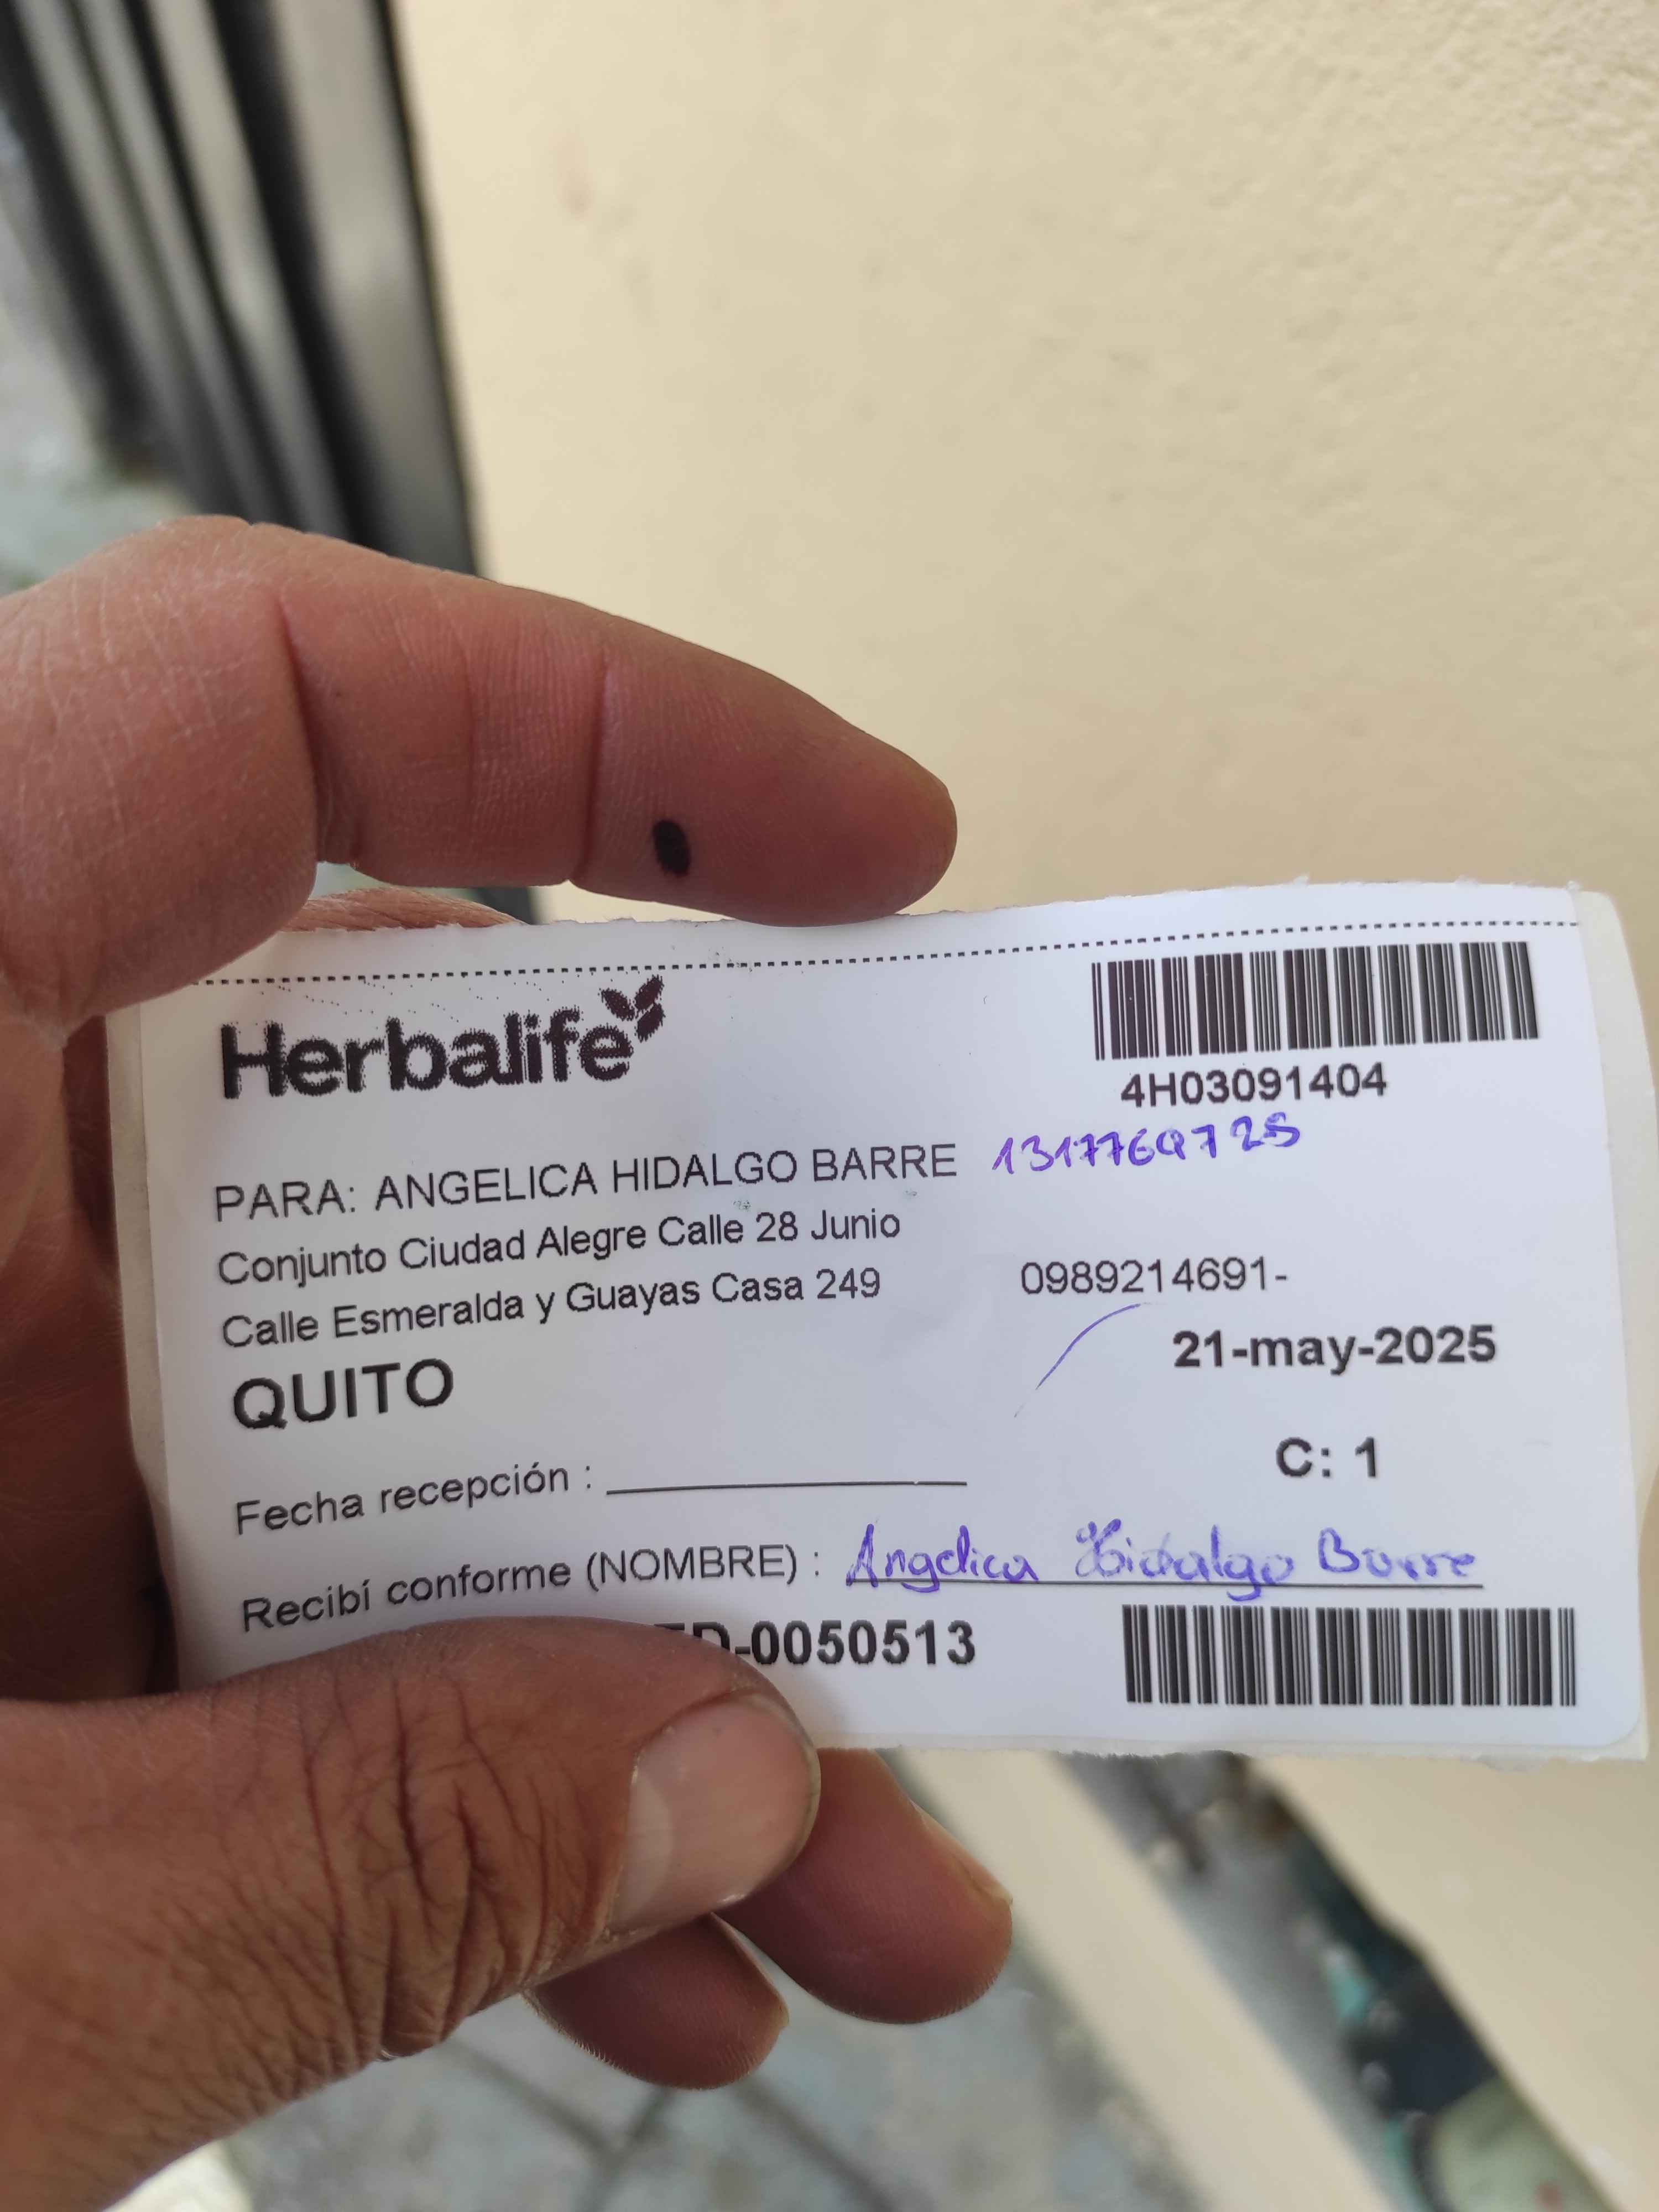 Herbalife
4H03091404
PARA: ANGELICA HIDALGO BARRE 1317769725
Conjunto Ciudad Alegre Calle 28 Junio
Calle Esmeralda y Guayas Casa 249 0989214691-
21-may-2025
QUITO
C: 1
Fecha recepción :
Recibí conforme (NOMBRE) : Angelica Hidalgo Barre
-0050513